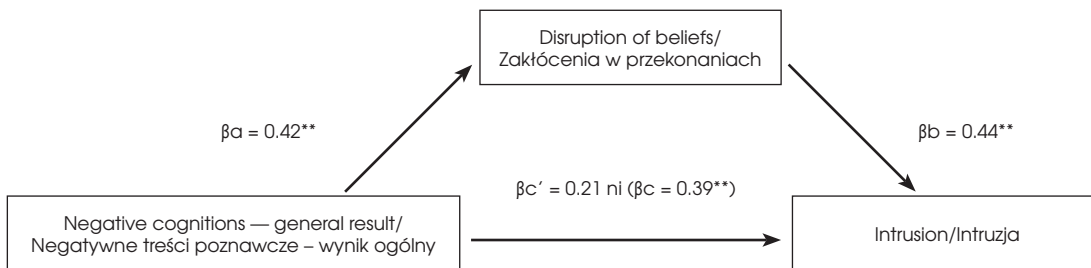 Disruption of beliefs/
Zakłócenia w przekonaniach
βa = 0.42**
βb = 0.44**
βc′ = 0.21 ni (βc = 0.39**)
Negative cognitions — general result/
Negatywne treści poznawcze – wynik ogólny
Intrusion/Intruzja